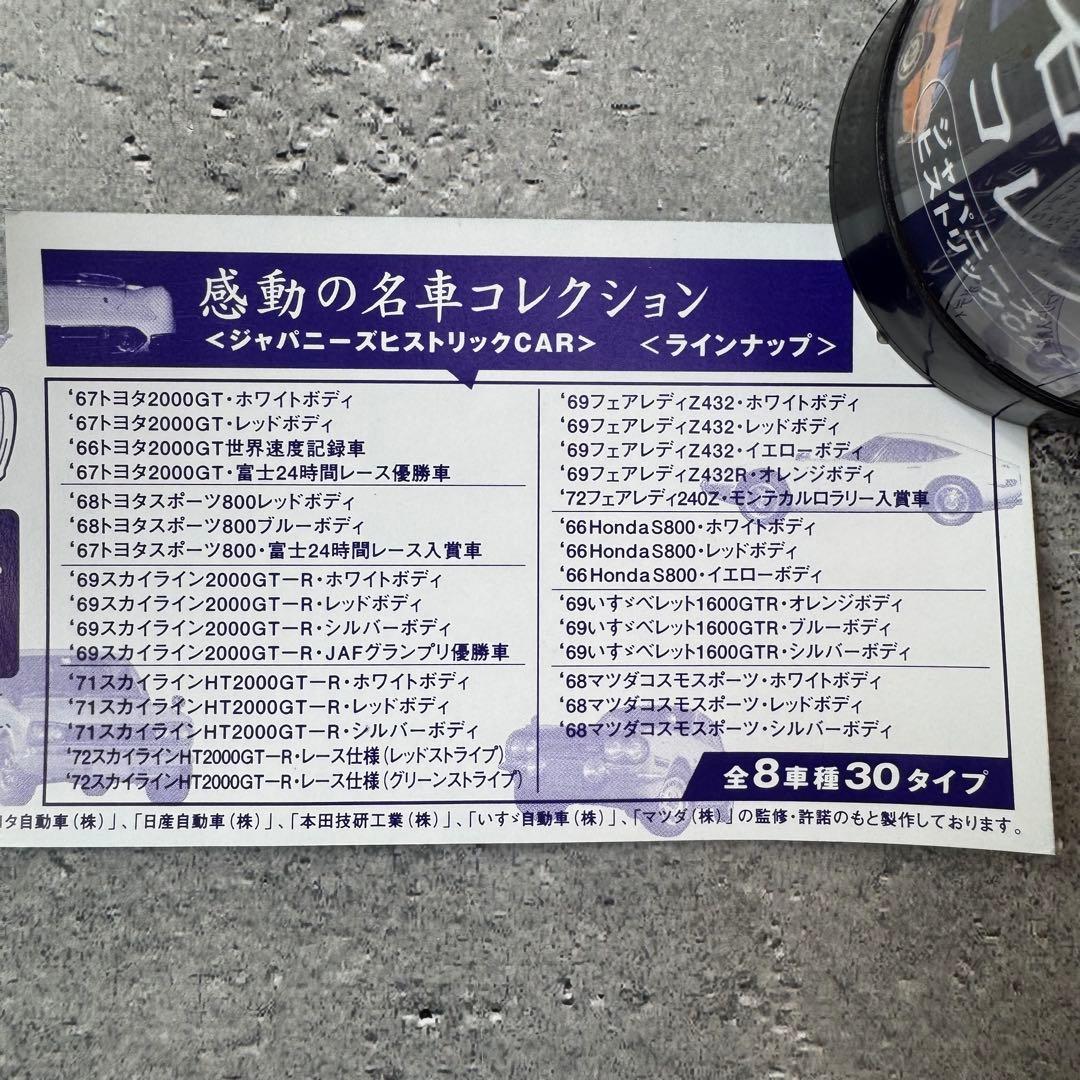 感動の名車コレクション
<ジャパニーズヒストリックCAR> <ラインナップ>
'67トヨタ2000GT・ホワイトボディ
'67トヨタ2000GT・レッドボディ
'66トヨタ2000GT世界速度記録車
'67トヨタ2000GT・富士24時間レース優勝車
'68トヨタスポーツ800レッドボディ
'68トヨタスポーツ800ブルーボディ
'67トヨタスポーツ800・富士24時間レース入賞車
'69スカイライン2000GTーR・ホワイトボディ
'69スカイライン2000GTーR・レッドボディ
'69スカイライン2000GTーR・シルバーボディ
'69スカイライン2000GTーR・JAFグランプリ優勝車
'71スカイラインHT2000GTーR・ホワイトボディ
'71スカイラインHT2000GTーR・レッドボディ
'71スカイラインHT2000GTーR・シルバーボディ
'72スカイラインHT2000GTーR・レース仕様(レッドストライプ)
'72スカイラインHT2000GTーR・レース仕様(グリーンストライプ)
'69フェアレディZ432・ホワイトボディ
'69フェアレディZ432・レッドボディ
'69フェアレディZ432・イエローボディ
'69フェアレディZ432R・オレンジボディ
'72フェアレディ240Z・モンテカルロラリー入賞車
'66Honda S800・ホワイトボディ
'66Honda S800・レッドボディ
'66Honda S800・イエローボディ
'69いすゞベレット1600GTR・オレンジボディ
'69いすゞベレット1600GTR・ブルーボディ
'69いすゞベレット1600GTR・シルバーボディ
'68マツダコスモスポーツ・ホワイトボディ
'68マツダコスモスポーツ・レッドボディ
'68マツダコスモスポーツ・シルバーボディ
全8車種30タイプ
タ自動車(株)」、「日産自動車(株)」、「本田技研工業(株)」、「いすゞ自動車(株)」、「マツダ(株)」の監修・許諾のもと製作しております。
名コレ
ジャパニーズ
ヒストリック